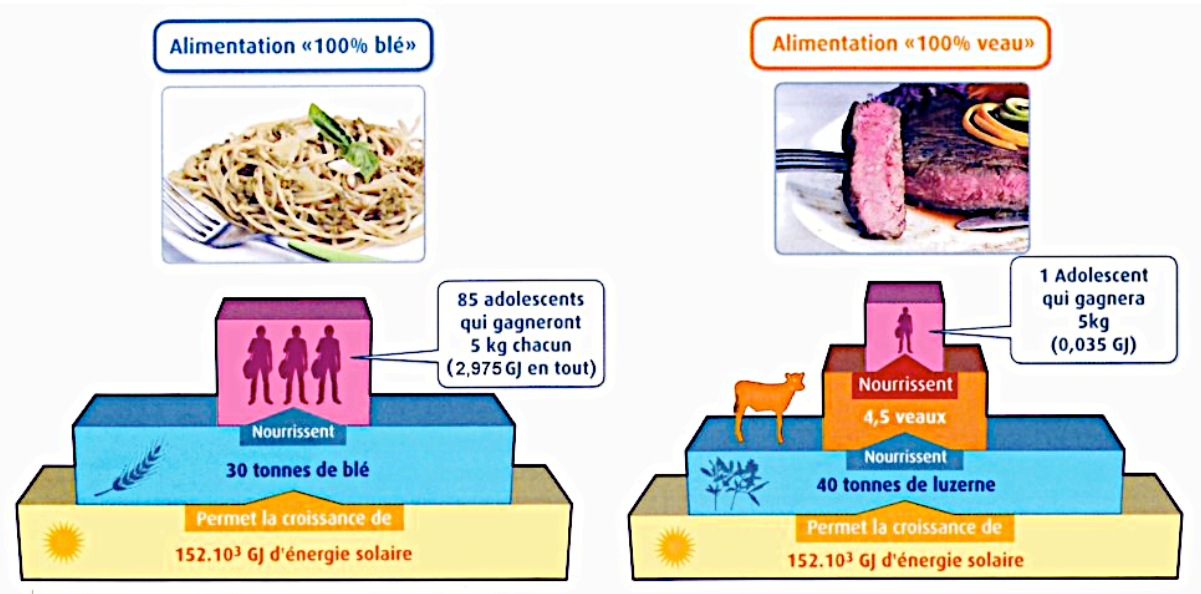 Alimentation «100% blé»
85 adolescents
qui gagneront
5 kg chacun
(2,975 GJ en tout)
Nourrissent
30 tonnes de blé
Permet la croissance de
152.10³ GJ d'énergie solaire
Alimentation «100% veau»
1 Adolescent
qui gagnera
5kg
(0,035 GJ)
Nourrissent
4,5 veaux
Nourrissent
40 tonnes de luzerne
Permet la croissance de
152.10³ GJ d'énergie solaire